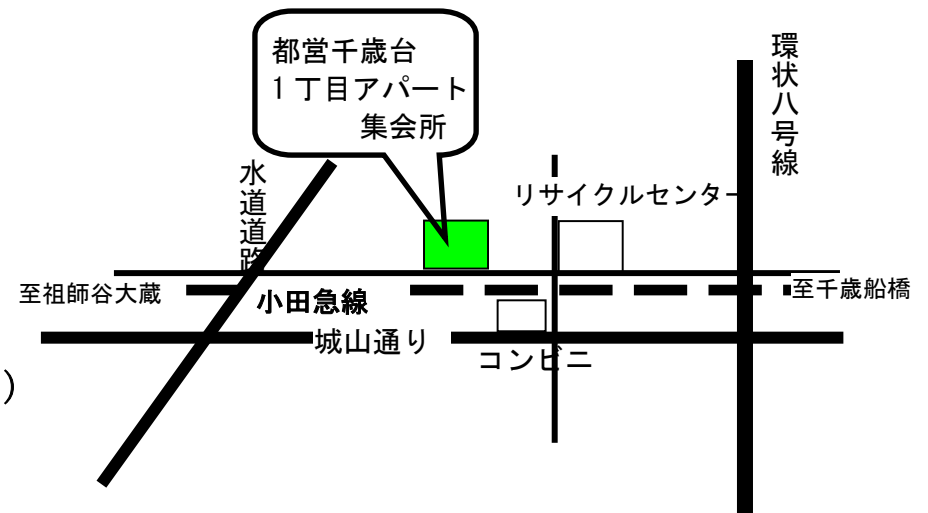 都営千歳台
1丁目アパート
集会所
環状八号線
水道道路
リサイクルセンター
至祖師谷大蔵
小田急線
至千歳船橋
城山通り
コンビニ
)